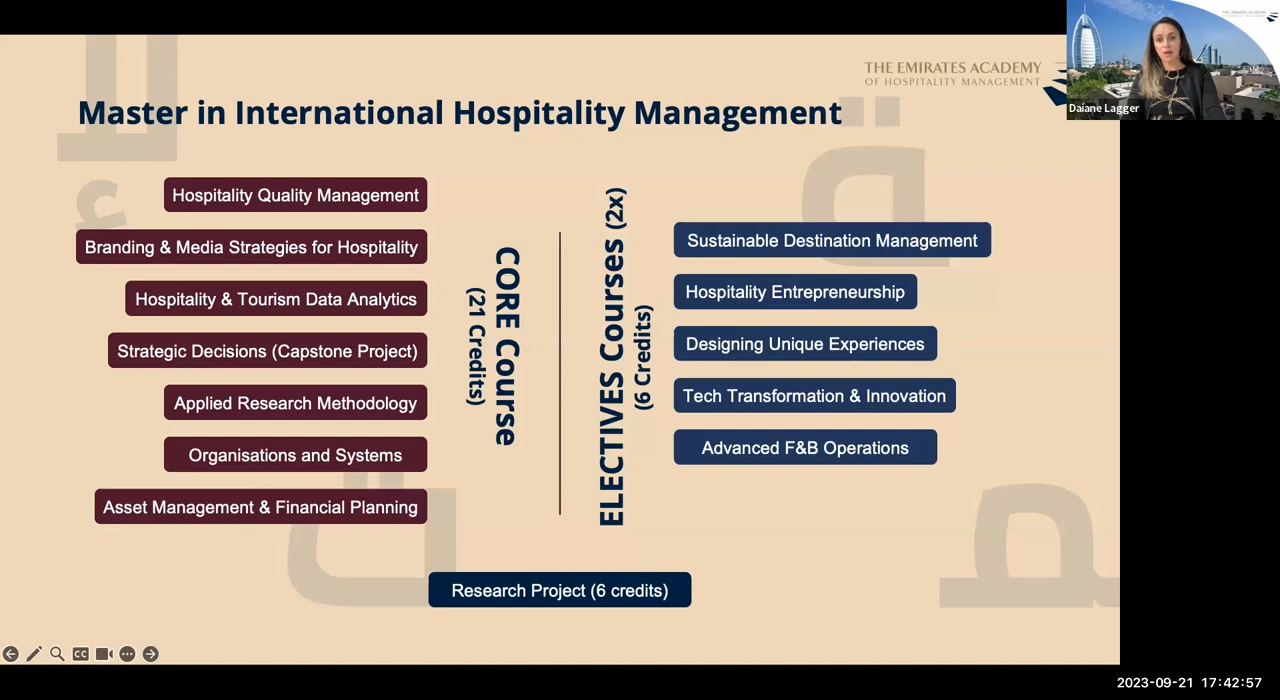 THE EMIRATES ACADEMY
OF HOSPITALITY MANAGEMENT
Daiane Lagger
Master in International Hospitality Management
Hospitality Quality Management
Branding & Media Strategies for Hospitality
Hospitality & Tourism Data Analytics
Strategic Decisions (Capstone Project)
Applied Research Methodology
Organisations and Systems
Asset Management & Financial Planning
CORE Course
(21 Credits)
ELECTIVES Courses (2x)
(6 Credits)
Sustainable Destination Management
Hospitality Entrepreneurship
Designing Unique Experiences
Tech Transformation & Innovation
Advanced F&B Operations
Research Project (6 credits)
CC
2023-09-21 17:42:57